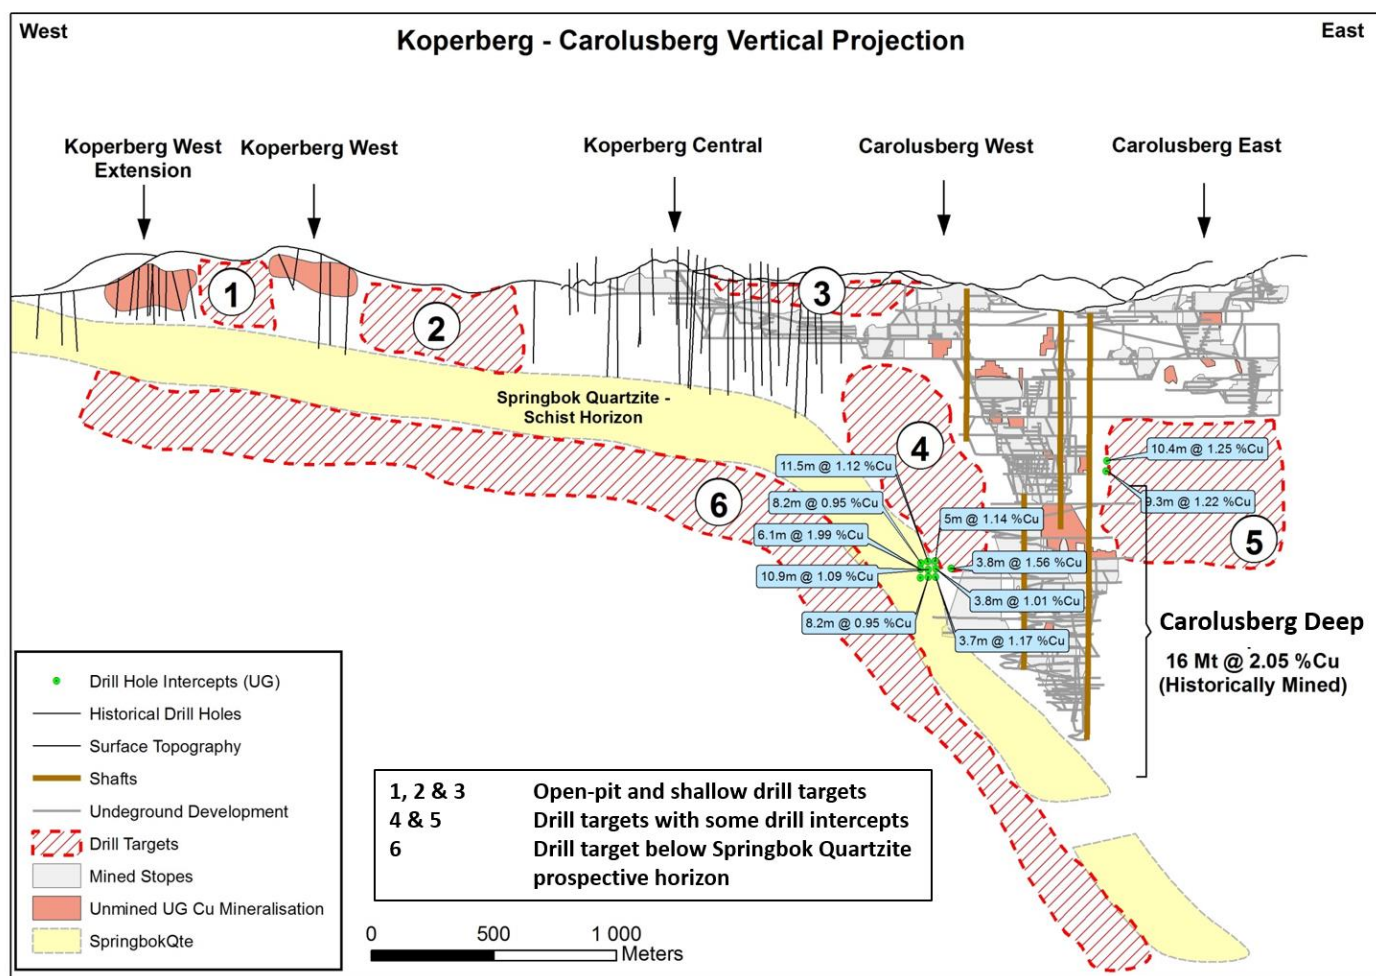 West
East
Koperberg - Carolusberg Vertical Projection
Koperberg West
Extension
Koperberg West
Koperberg Central
Carolusberg West
Carolusberg East
1
2
3
Springbok Quartzite -
Schist Horizon
4
5
6
11.5m @ 1.12 %Cu
8.2m @ 0.95 %Cu
6.1m @ 1.99 %Cu
10.9m @ 1.09 %Cu
8.2m @ 0.95 %Cu
5m @ 1.14 %Cu
3.8m @ 1.56 %Cu
3.8m @ 1.01 %Cu
3.7m @ 1.17 %Cu
10.4m @ 1.25 %Cu
9.3m @ 1.22 %Cu
Carolusberg Deep
16 Mt @ 2.05 %Cu
(Historically Mined)
Drill Hole Intercepts (UG)
Historical Drill Holes
Surface Topography
Shafts
Undeground Development
Drill Targets
Mined Stopes
Unmined UG Cu Mineralisation
SpringbokQte
1, 2 & 3 Open-pit and shallow drill targets
4 & 5 Drill targets with some drill intercepts
6 Drill target below Springbok Quartzite
prospective horizon
0 500 1 000
Meters